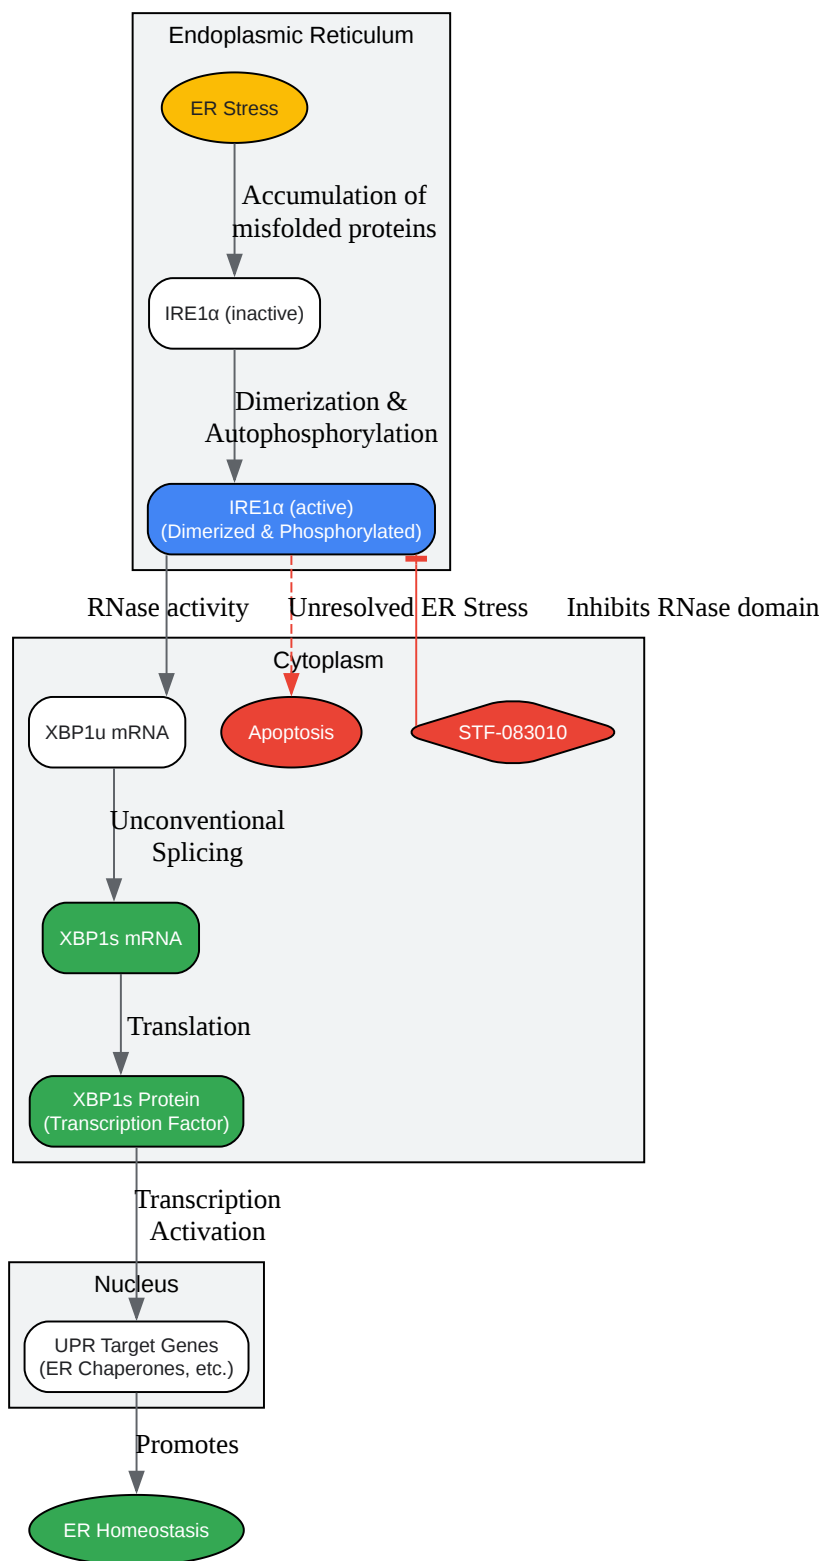 Endoplasmic Reticulum
ER Stress
Accumulation of
misfolded proteins
IRE1α (inactive)
Dimerization &
Autophosphorylation
IRE1α (active)
(Dimerized & Phosphorylated)
RNase activity
Unresolved ER Stress
Inhibits RNase domain
Cytoplasm
XBP1u mRNA
Apoptosis
STF-083010
Unconventional
Splicing
XBP1s mRNA
Translation
XBP1s Protein
(Transcription Factor)
Transcription
Activation
Nucleus
UPR Target Genes
(ER Chaperones, etc.)
Promotes
ER Homeostasis